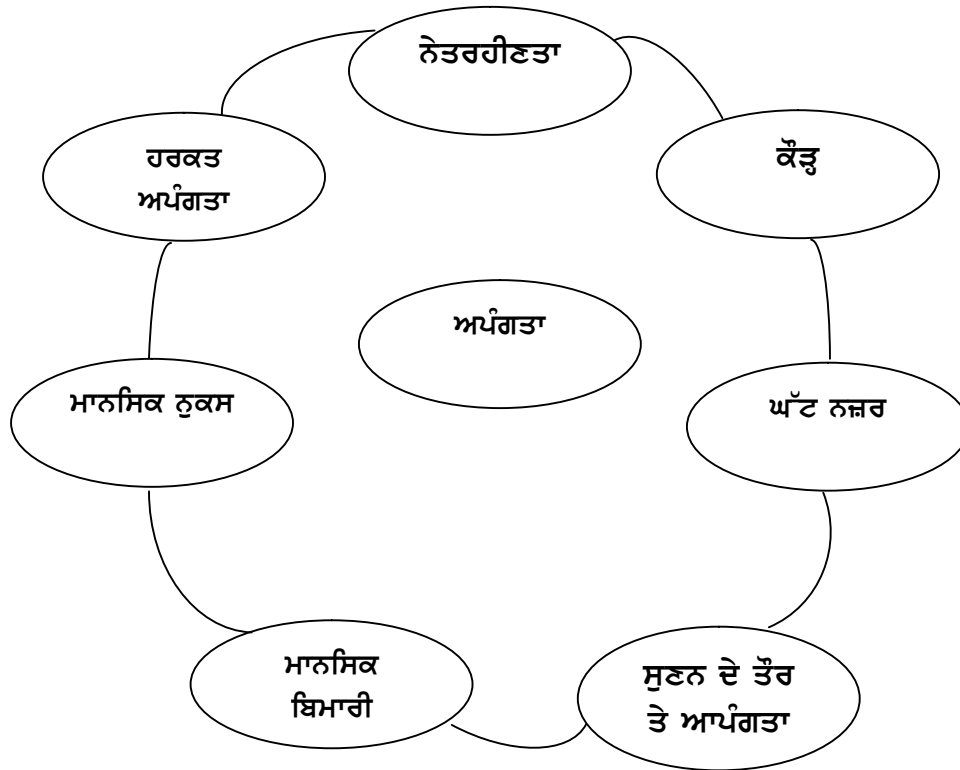 ਨੇਤਰਹੀਣਤਾ
ਹਰਕਤ
ਅਪੰਗਤਾ
ਕੌੜ੍ਹ
ਅਪੰਗਤਾ
ਮਾਨਸਿਕ ਨੁਕਸ
ਘੱਟ ਨਜ਼ਰ
ਮਾਨਸਿਕ
ਬਿਮਾਰੀ
ਸੁਣਨ ਦੇ ਤੌਰ
ਤੇ ਆਪੰਗਤਾ